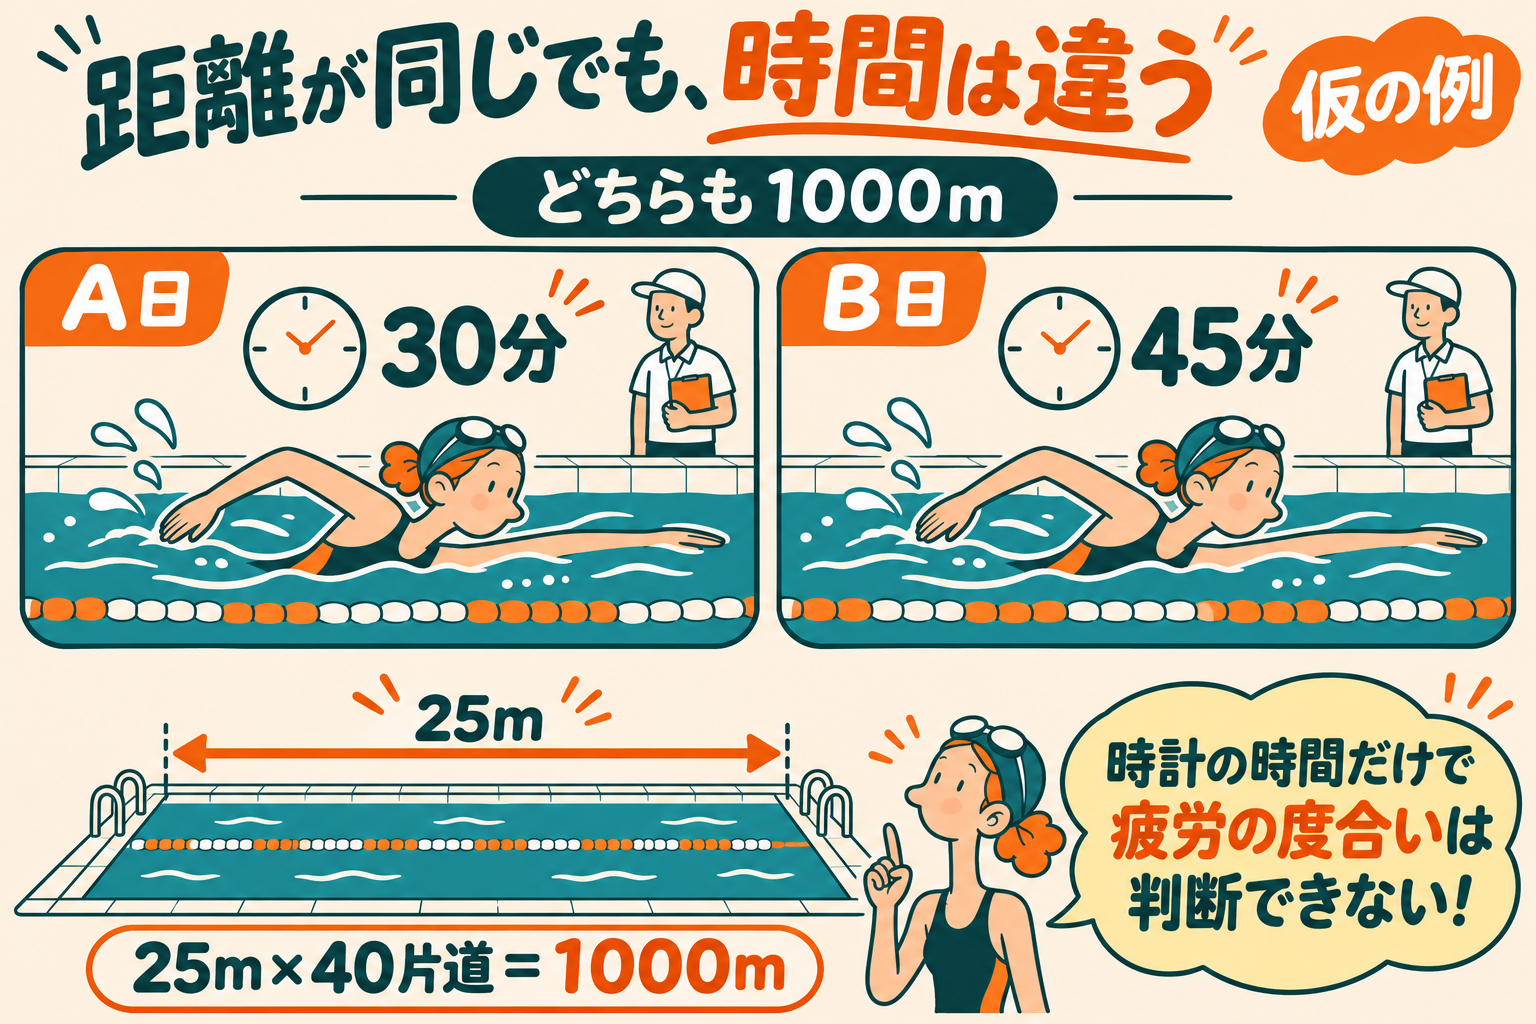 距離が同じでも、時間は違う
仮の例
どちらも1000m
A日
30分
B日
45分
25m
25m×40片道=1000m
時計の時間だけで
疲労の度合いは
判断できない!